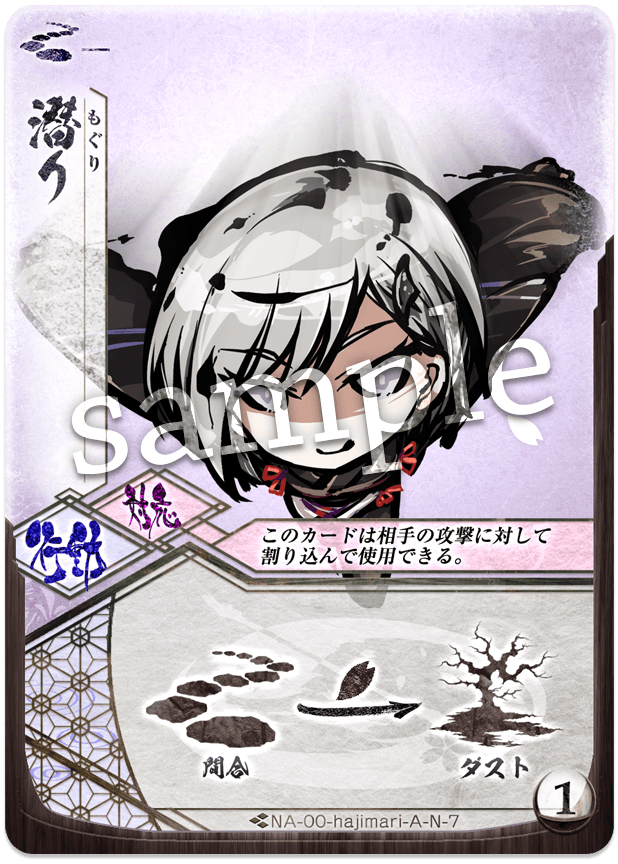 潜り
もぐり
sample
対応
行動
このカードは相手の攻撃に対して
割り込んで使用できる。
間合
ダスト
1
NA-00-hajimari-A-N-7